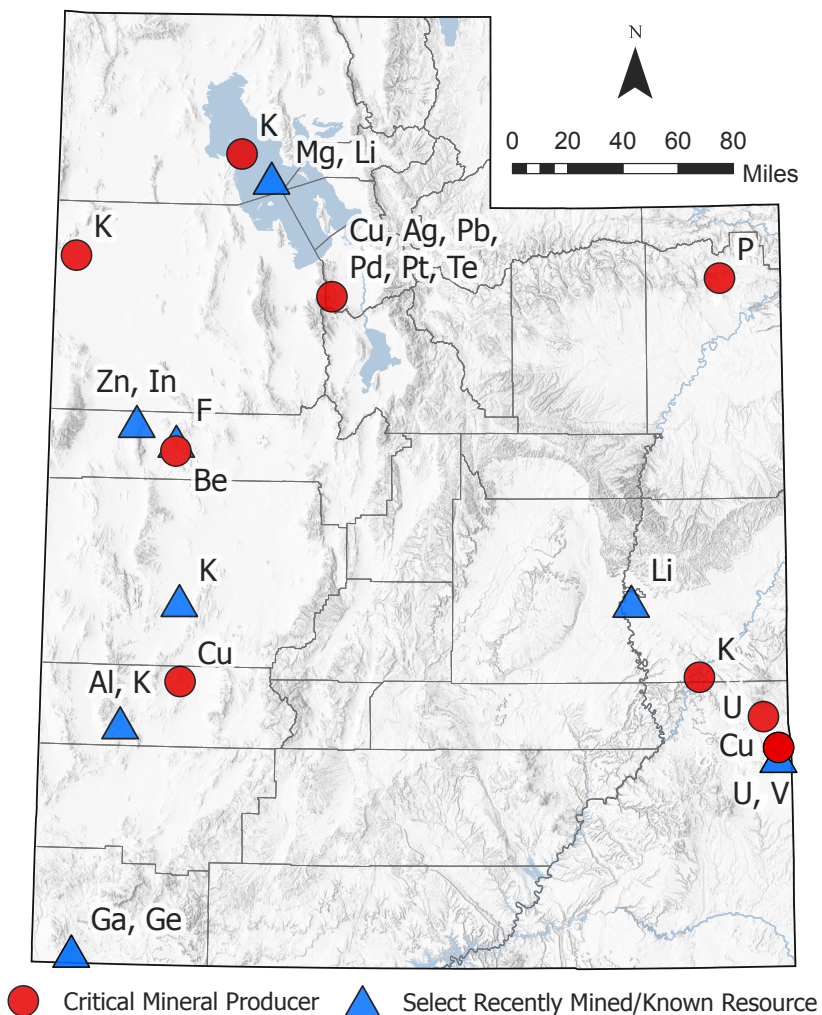 N
0 20 40 60 80
Miles
K
Mg, Li
K
Cu, Ag, Pb,
Pd, Pt, Te
P
Zn, In
F
Be
K
Li
Cu
K
Al, K
U
Cu
U, V
Ga, Ge
Critical Mineral Producer
Select Recently Mined/Known Resource